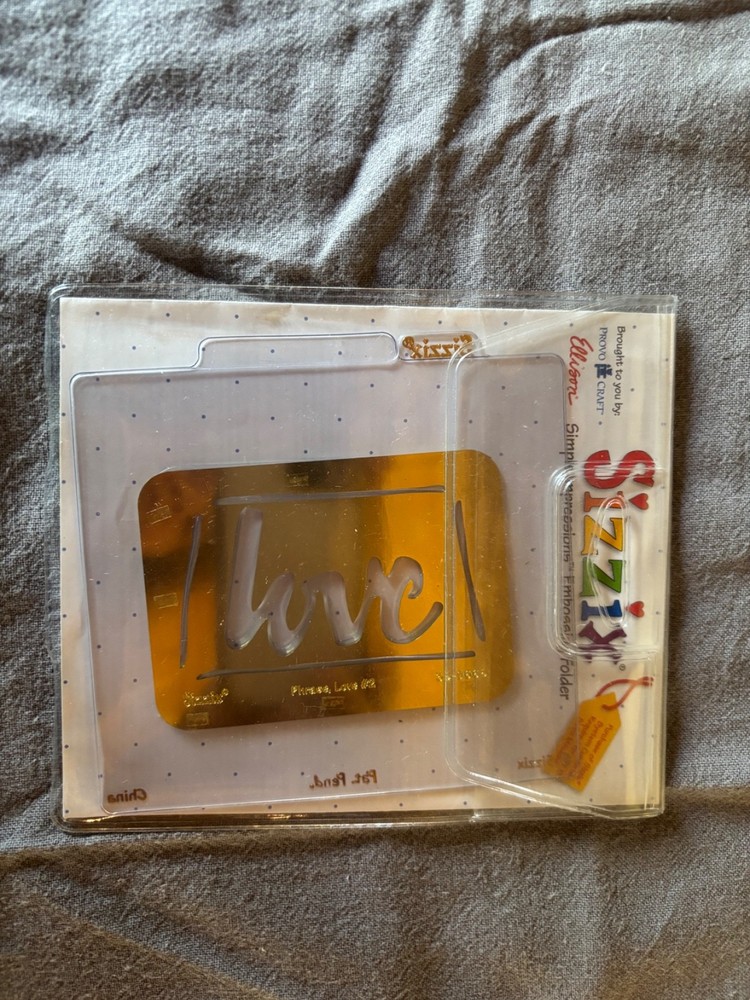 Brought to you by:
PROVO CRAFT
Ellison
Sizzix
Simple Impressions™ Embossing Folder
Sizzix
love
Sizzix®
Phrase, Love #2
Pat. Pend.
China
Sizzix